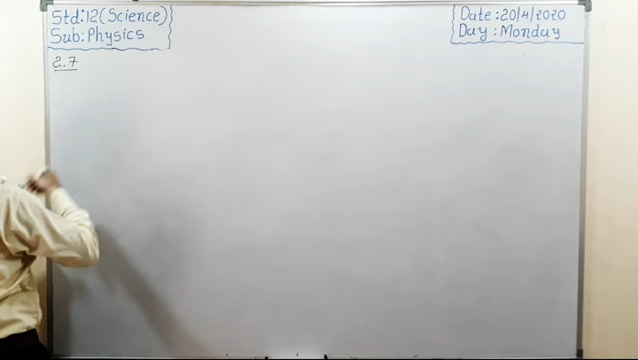 Std:12(Science)
Sub:Physics
Date:20/4/2020
Day:Monday
2.7